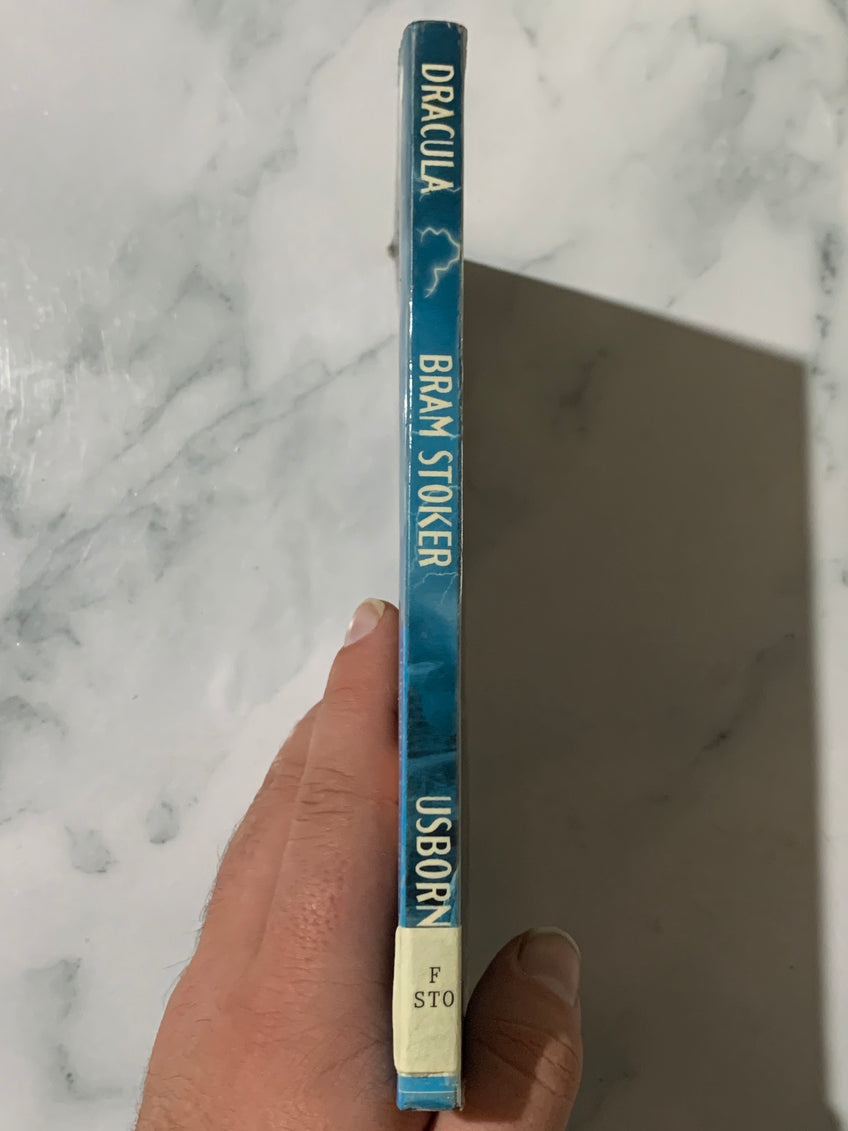 DRACULA
BRAM STOKER
USBORN
F
STO